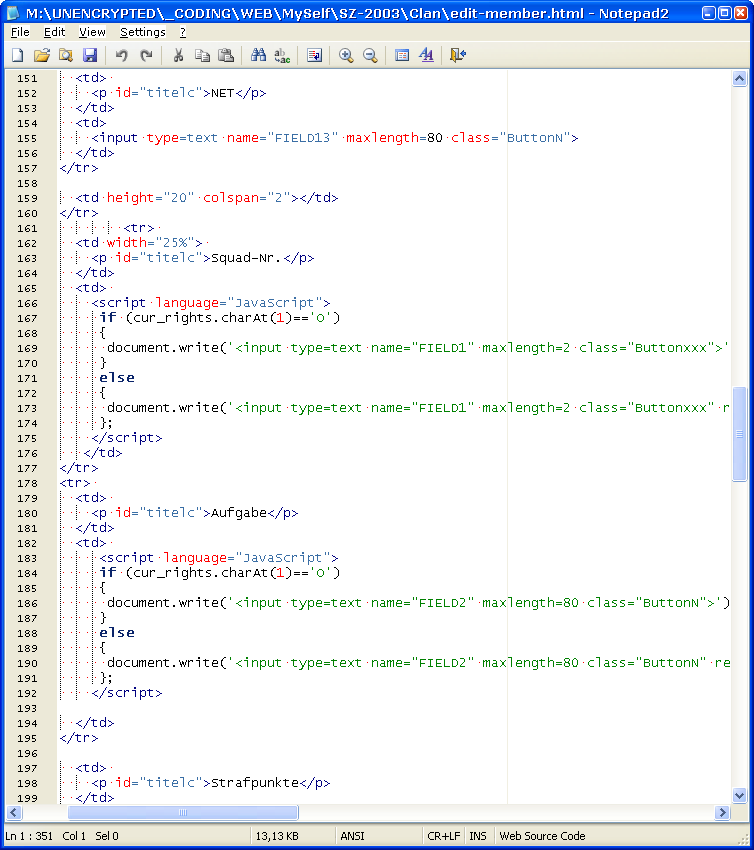 M:\UNENCRYPTED\_CODING\WEB\MySelf\SZ-2003\Clan\edit-member.html - Notepad2
File Edit View Settings ?
151 <td>
152 <p id="titelc">NET</p>
153 </td>
154 <td>
155 <input type=text name="FIELD13" maxlength=80 class="ButtonN">
156 </td>
157 </tr>
158
159 <td height="20" colspan="2"></td>
160 </tr>
161 <tr>
162 <td width="25%">
163 <p id="titelc">Squad-Nr.</p>
164 </td>
165 <td>
166 <script language="JavaScript">
167 if (cur_rights.charAt(1)=='O')
168 {
169 document.write('<input type=text name="FIELD1" maxlength=2 class="Buttonxxx">'
170 }
171 else
172 {
173 document.write('<input type=text name="FIELD1" maxlength=2 class="Buttonxxx" r
174 };
175 </script>
176 </td>
177 </tr>
178 <tr>
179 <td>
180 <p id="titelc">Aufgabe</p>
181 </td>
182 <td>
183 <script language="JavaScript">
184 if (cur_rights.charAt(1)=='O')
185 {
186 document.write('<input type=text name="FIELD2" maxlength=80 class="ButtonN">')
187 }
188 else
189 {
190 document.write('<input type=text name="FIELD2" maxlength=80 class="ButtonN" re
191 };
192 </script>
193
194 </td>
195 </tr>
196
197 <td>
198 <p id="titelc">Strafpunkte</p>
199 </td>
Ln 1 : 351 Col 1 Sel 0 13,13 KB ANSI CR+LF INS Web Source Code